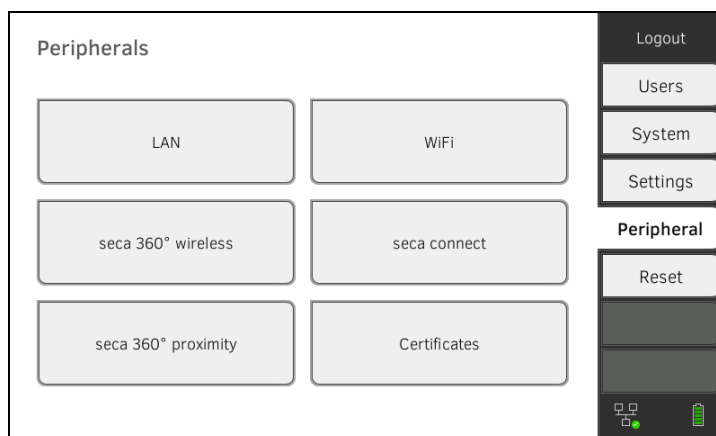 Peripherals
LAN
WiFi
seca 360° wireless
seca connect
seca 360° proximity
Certificates
Logout
Users
System
Settings
Peripheral
Reset